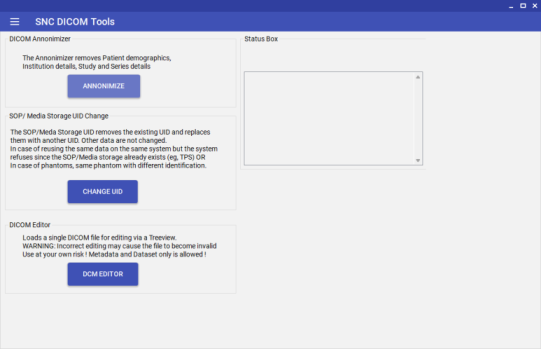 SNC DICOM Tools
DICOM Annonimizer
The Annonimizer removes Patient demographics,
Institution details, Study and Series details
ANNONIMIZE
SOP/ Media Storage UID Change
The SOP/Meda Storage UID removes the existing UID and replaces
them with another UID. Other data are not changed.
In case of reusing the same data on the same system but the system
refuses since the SOP/Media storage already exists (eg, TPS) OR
In case of phantoms, same phantom with different identification.
CHANGE UID
DICOM Editor
Loads a single DICOM file for editing via a Treeview.
WARNING: Incorrect editing may cause the file to become invalid
Use at your own risk ! Metadata and Dataset only is allowed !
DCM EDITOR
Status Box